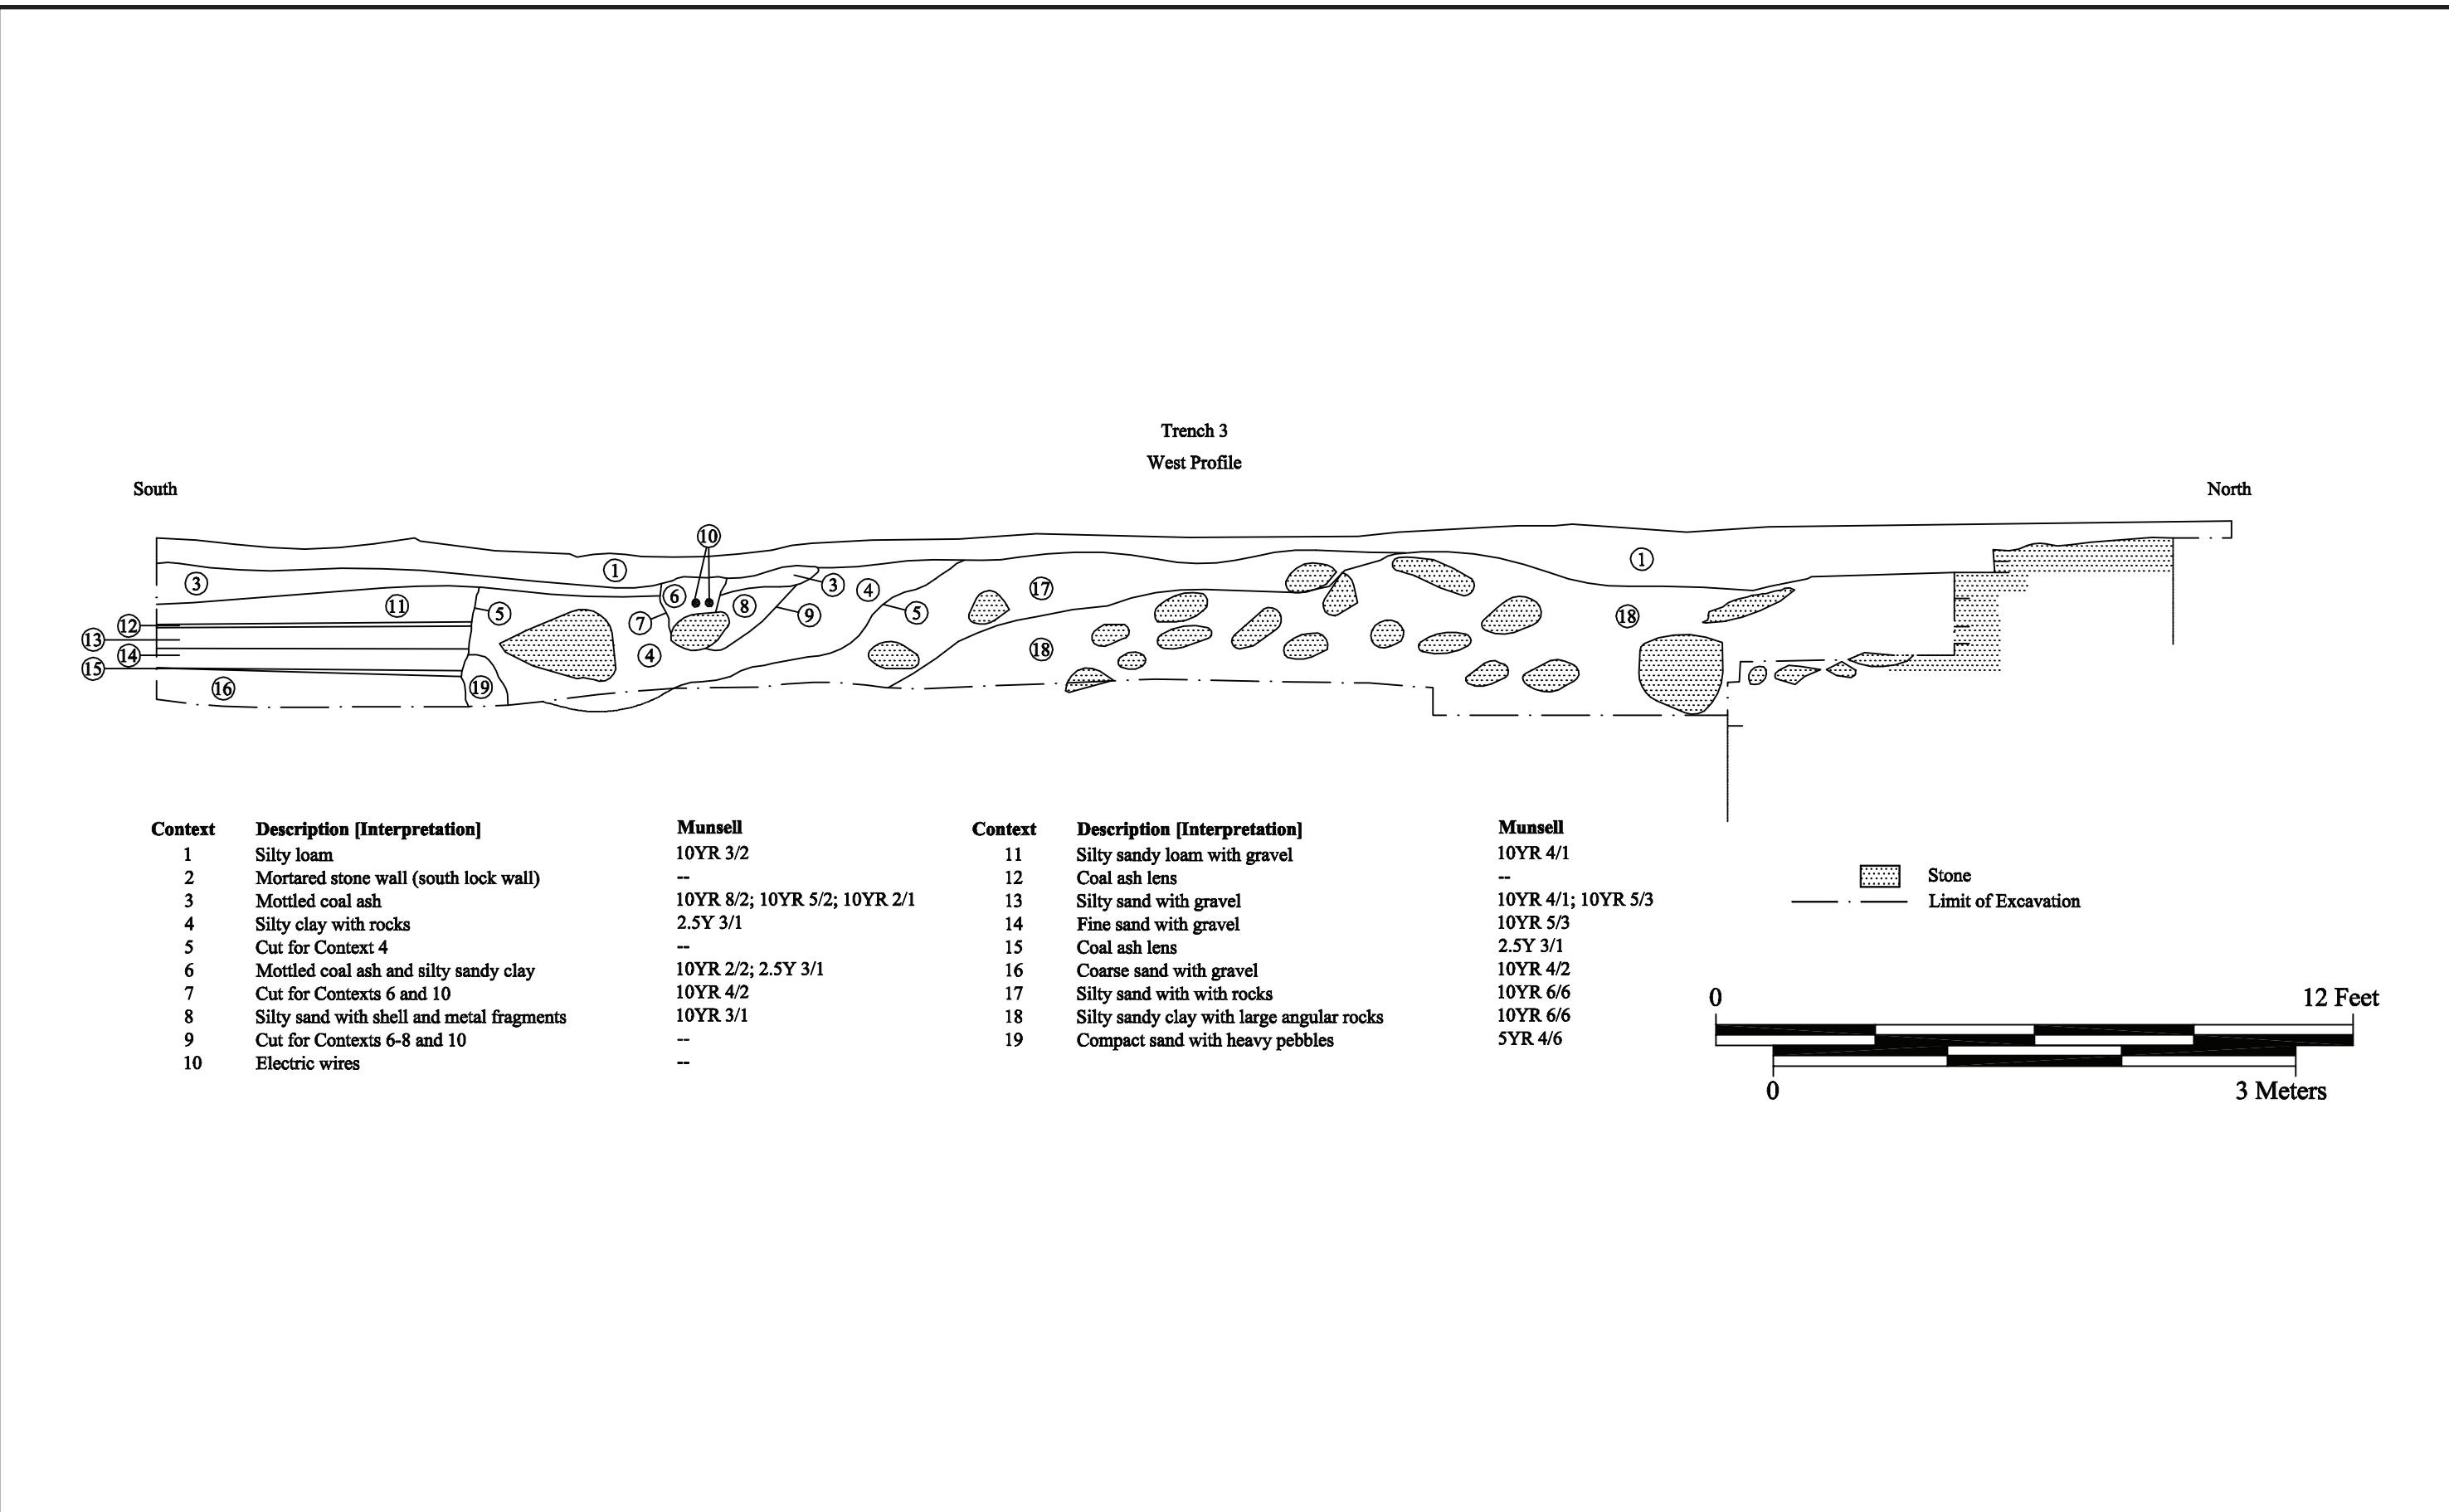 Trench 3
West Profile
South
North
10
1
1
3
3
4
6
17
11
8
9
5
5
7
18
12
13
14
4
18
15
16
19
Context Description [Interpretation] Munsell
1 Silty loam 10YR 3/2
2 Mortared stone wall (south lock wall) --
3 Mottled coal ash 10YR 8/2; 10YR 5/2; 10YR 2/1
4 Silty clay with rocks 2.5Y 3/1
5 Cut for Context 4 --
6 Mottled coal ash and silty sandy clay 10YR 2/2; 2.5Y 3/1
7 Cut for Contexts 6 and 10 10YR 4/2
8 Silty sand with shell and metal fragments 10YR 3/1
9 Cut for Contexts 6-8 and 10 --
10 Electric wires --
Context Description [Interpretation] Munsell
11 Silty sandy loam with gravel 10YR 4/1
12 Coal ash lens --
13 Silty sand with gravel 10YR 4/1; 10YR 5/3
14 Fine sand with gravel 10YR 5/3
15 Coal ash lens 2.5Y 3/1
16 Coarse sand with gravel 10YR 4/2
17 Silty sand with with rocks 10YR 6/6
18 Silty sandy clay with large angular rocks 10YR 6/6
19 Compact sand with heavy pebbles 5YR 4/6
Stone
Limit of Excavation
0 12 Feet
0 3 Meters